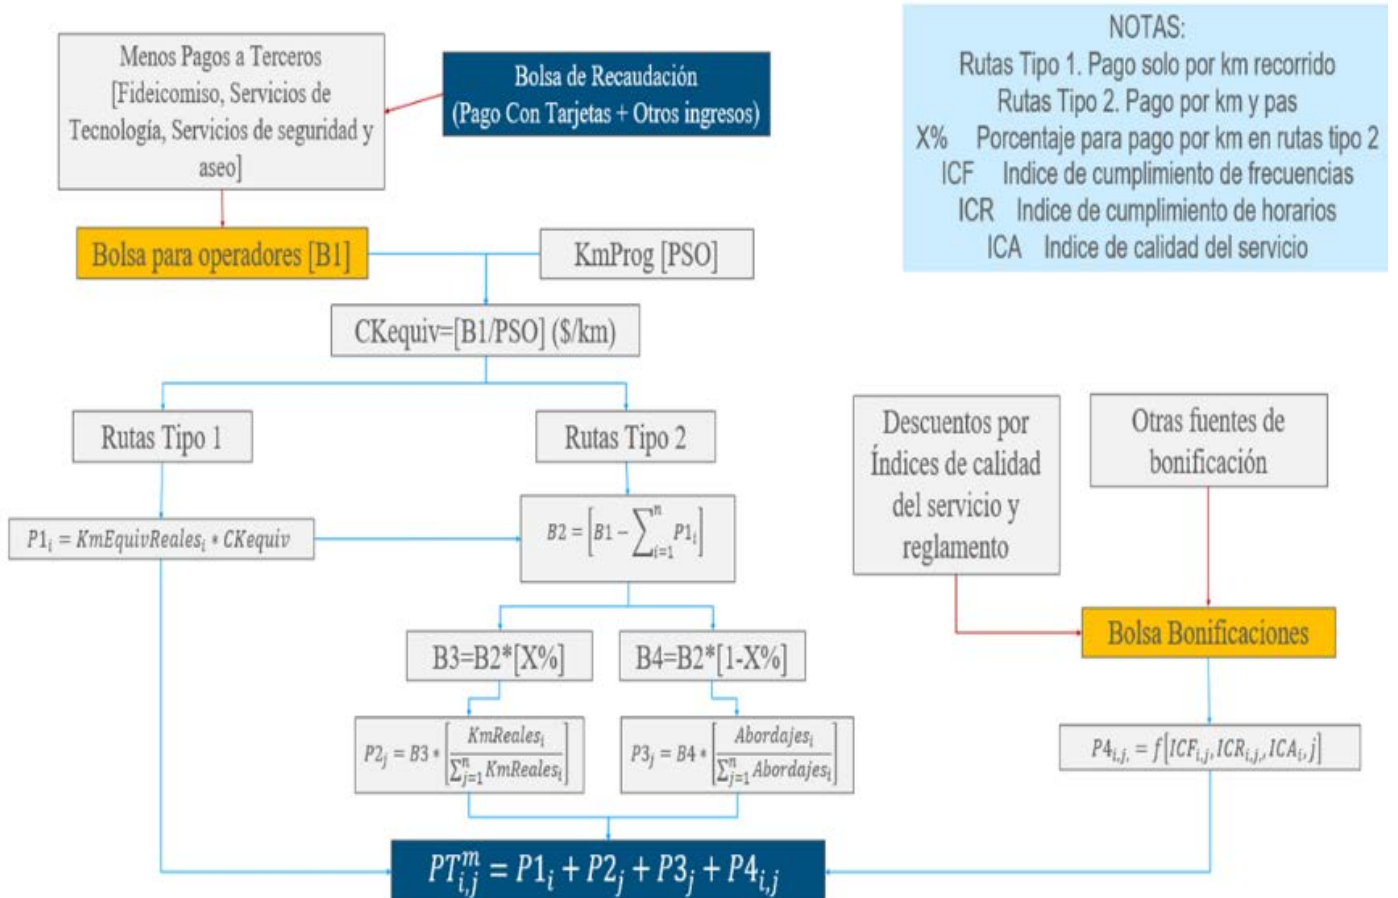 Menos Pagos a Terceros
[Fideicomiso, Servicios de
Tecnología, Servicios de seguridad y
aseo]
Bolsa de Recaudación
(Pago Con Tarjetas + Otros ingresos)
NOTAS:
Rutas Tipo 1. Pago solo por km recorrido
Rutas Tipo 2. Pago por km y pas
X% Porcentaje para pago por km en rutas tipo 2
ICF Indice de cumplimiento de frecuencias
ICR Indice de cumplimiento de horarios
ICA Indice de calidad del servicio
Bolsa para operadores [B1]
KmProg [PSO]
CKequiv=[B1/PSO] ($/km)
Rutas Tipo 1
Rutas Tipo 2
Descuentos por
Índices de calidad
del servicio y
reglamento
Otras fuentes de
bonificación
P1_i = KmEquivReales_i * CKequiv
B2 = [B1 − ∑_{i=1}^{n} P1_i]
B3=B2*[X%]
B4=B2*[1-X%]
Bolsa Bonificaciones
P2_j = B3 * [KmReales_i / ∑_{j=1}^{n} KmReales_i]
P3_j = B4 * [Abordajes_i / ∑_{j=1}^{n} Abordajes_i]
P4_{i,j,} = f[ICF_{i,j}, ICR_{i,j,}, ICA_i, j]
PT_{i,j}^{m} = P1_i + P2_j + P3_j + P4_{i,j}